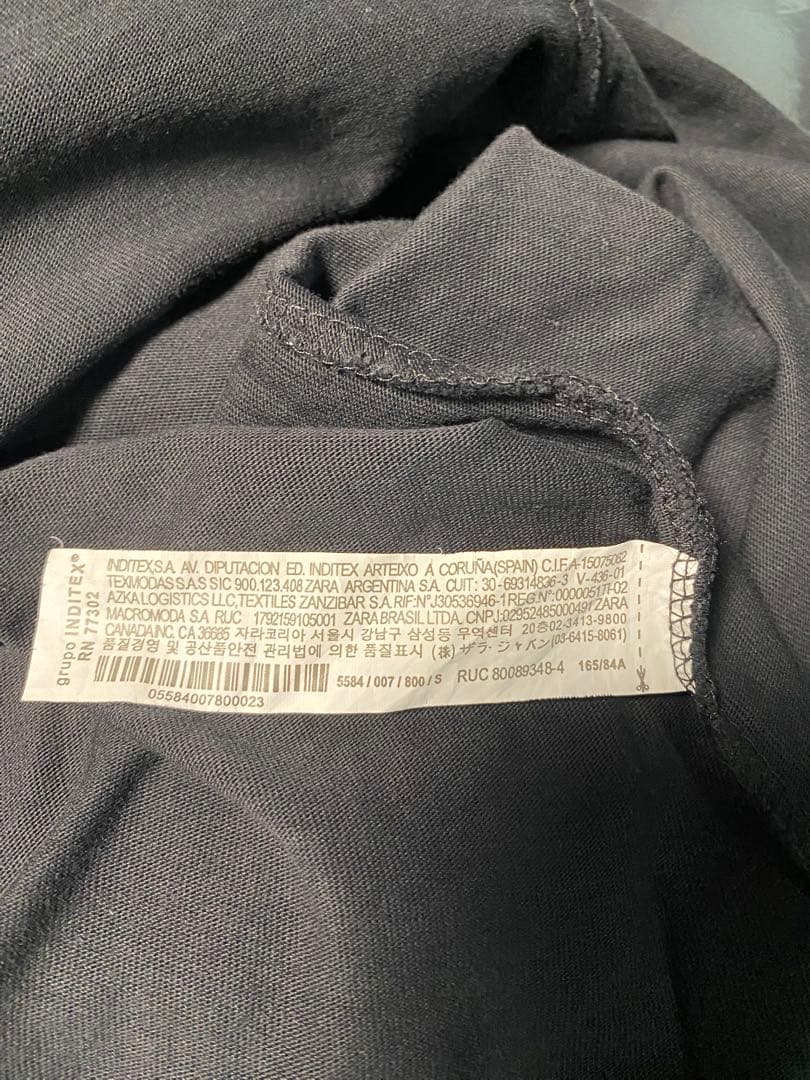 grupo INDITEX®
RN 77302
INDITEX,S.A. AV. DIPUTACION ED. INDITEX ARTEIXO A CORUÑA(SPAIN) C.I.F.A-15075062
TEXMODAS S.A.S SIC 900.123.408 ZARA ARGENTINA S.A. CUIT: 30-69314836-3 V-436-01
AZKA LOGISTICS LLC,TEXTILES ZANZIBAR S.A.RIF:Nº J30536946-1 REG.Nº: 02
MACROMODA S.A RUC 1792159105001 ZARA BRASIL LTDA. CNPJ:02952485000491 ZARA
CANADA INC. CA 36685 자라코리아 서울시 강남구 삼성동 무역센터 20층 02-3413-9800
품질경영 및 공산품안전 관리법에 의한 품질표시 (株) ザラ・ジャパン (03-6415-8061)
5584 / 007 / 800 / S RUC 80089348-4 165/84A
05584007800023